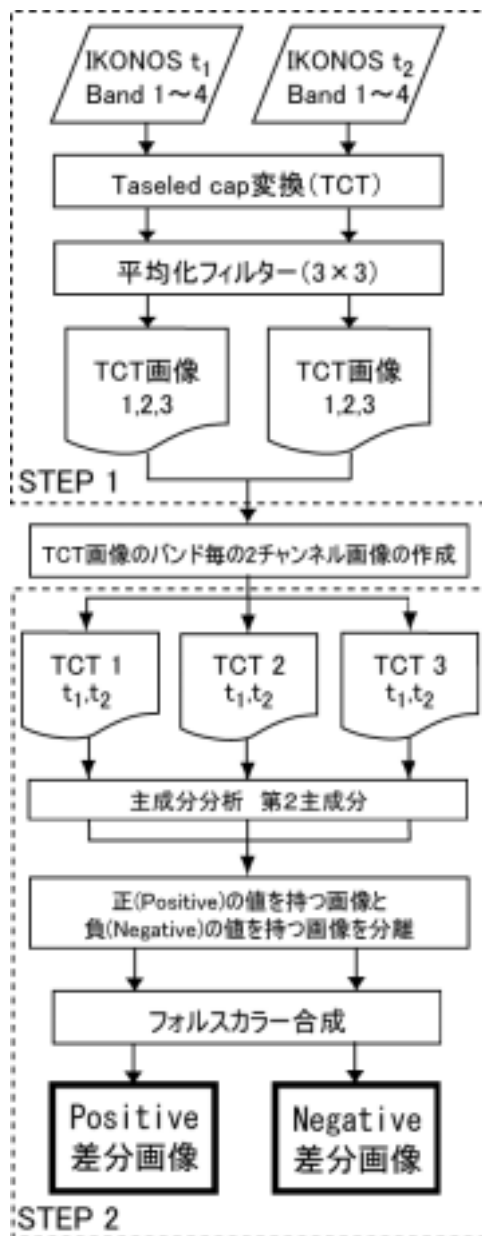 IKONOS t1
Band 1～4
IKONOS t2
Band 1～4
Taseled cap変換(TCT)
平均化フィルター(3×3)
TCT画像
1,2,3
TCT画像
1,2,3
STEP 1
TCT画像のバンド毎の2チャンネル画像の作成
TCT 1
t1,t2
TCT 2
t1,t2
TCT 3
t1,t2
主成分分析 第2主成分
正(Positive)の値を持つ画像と
負(Negative)の値を持つ画像を分離
フォルスカラー合成
Positive
差分画像
Negative
差分画像
STEP 2